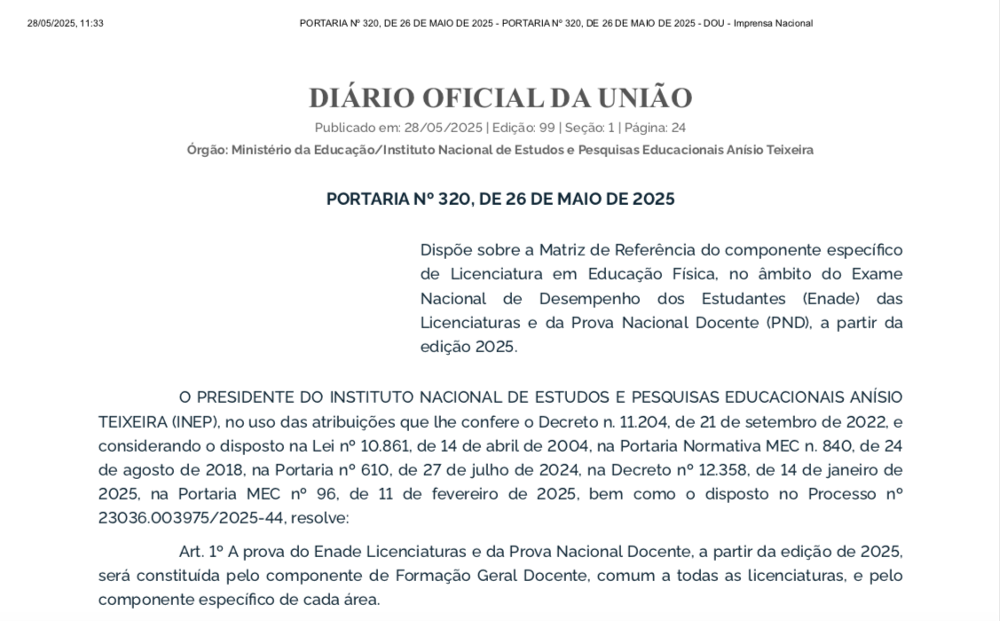 28/05/2025, 11:33
PORTARIA Nº 320, DE 26 DE MAIO DE 2025 - PORTARIA Nº 320, DE 26 DE MAIO DE 2025 - DOU - Imprensa Nacional
DIÁRIO OFICIAL DA UNIÃO
Publicado em: 28/05/2025 | Edição: 99 | Seção: 1 | Página: 24
Órgão: Ministério da Educação/Instituto Nacional de Estudos e Pesquisas Educacionais Anísio Teixeira
PORTARIA Nº 320, DE 26 DE MAIO DE 2025
Dispõe sobre a Matriz de Referência do componente específico
de Licenciatura em Educação Física, no âmbito do Exame
Nacional de Desempenho dos Estudantes (Enade) das
Licenciaturas e da Prova Nacional Docente (PND), a partir da
edição 2025.
O PRESIDENTE DO INSTITUTO NACIONAL DE ESTUDOS E PESQUISAS EDUCACIONAIS ANÍSIO
TEIXEIRA (INEP), no uso das atribuições que lhe confere o Decreto n. 11.204, de 21 de setembro de 2022, e
considerando o disposto na Lei nº 10.861, de 14 de abril de 2004, na Portaria Normativa MEC n. 840, de 24
de agosto de 2018, na Portaria nº 610, de 27 de julho de 2024, na Decreto nº 12.358, de 14 de janeiro de
2025, na Portaria MEC nº 96, de 11 de fevereiro de 2025, bem como o disposto no Processo nº
23036.003975/2025-44, resolve:
Art. 1º A prova do Enade Licenciaturas e da Prova Nacional Docente, a partir da edição de 2025,
será constituída pelo componente de Formação Geral Docente, comum a todas as licenciaturas, e pelo
componente específico de cada área.